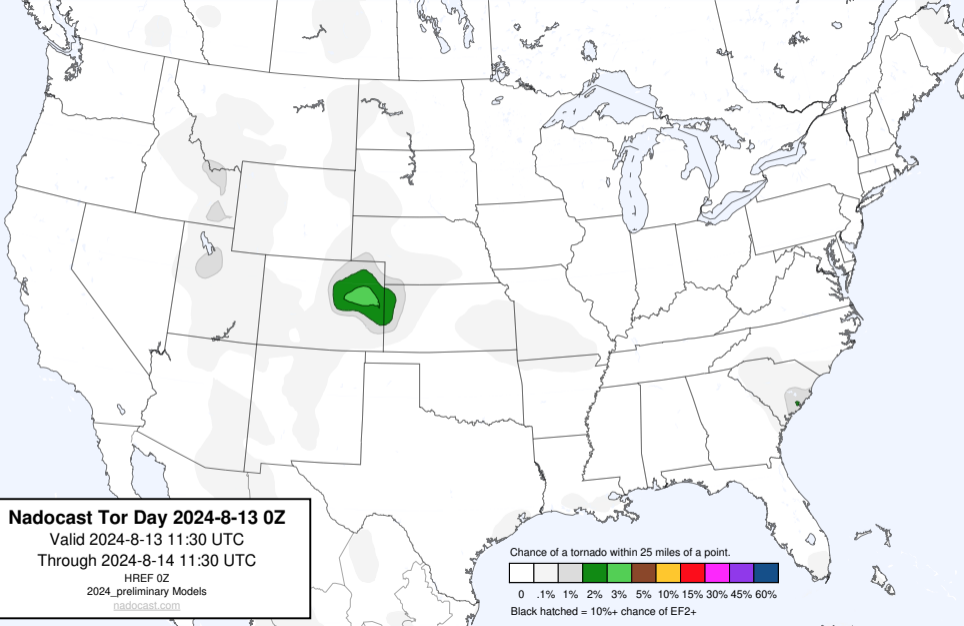 Nadocast Tor Day 2024-8-13 0Z
Valid 2024-8-13 11:30 UTC
Through 2024-8-14 11:30 UTC
HREF 0Z
2024_preliminary Models
nadocast.com
Chance of a tornado within 25 miles of a point.
0 .1% 1% 2% 3% 5% 10% 15% 30% 45% 60%
Black hatched = 10%+ chance of EF2+